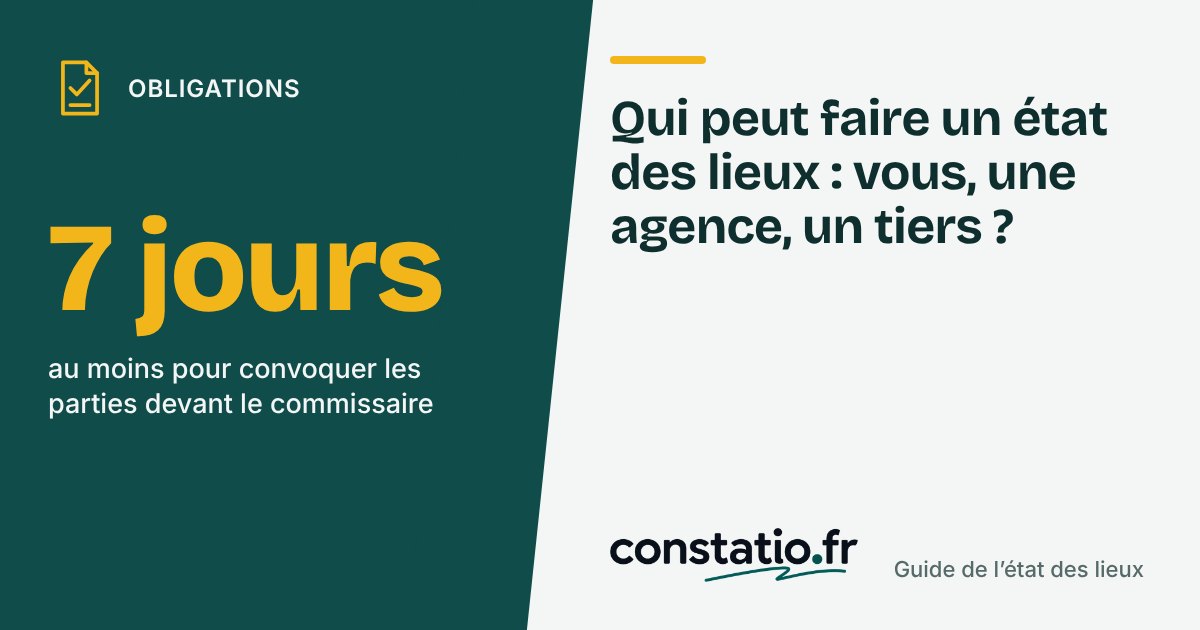 OBLIGATIONS
7 jours
au moins pour convoquer les
parties devant le commissaire
Qui peut faire un état
des lieux : vous, une
agence, un tiers ?
constatio.fr
Guide de l’état des lieux